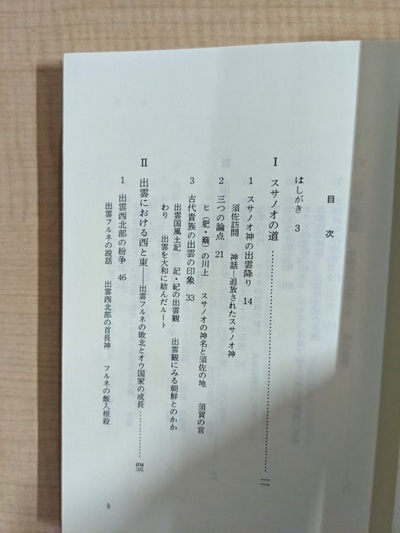 目次
はしがき 3
Ⅰ スサノオの道……………………………一一
1 スサノオ神の出雲降り 14
須佐訪問 神話―追放されたスサノオ神
2 三つの論点 21
ヒ(肥・簸)の川上 スサノオの神名と須佐の地 須賀の宮
3 古代貴族の出雲の印象 33
出雲国風土記 記・紀の出雲観 出雲観にみる朝鮮とのかか
わり 出雲を大和に結んだルート
Ⅱ 出雲における西と東――出雲フルネの敗北とオウ国家の成長……………
1 出雲西北部の紛争 46
出雲フルネの説話 出雲西北部の首長神 フルネの飯入根殺
5